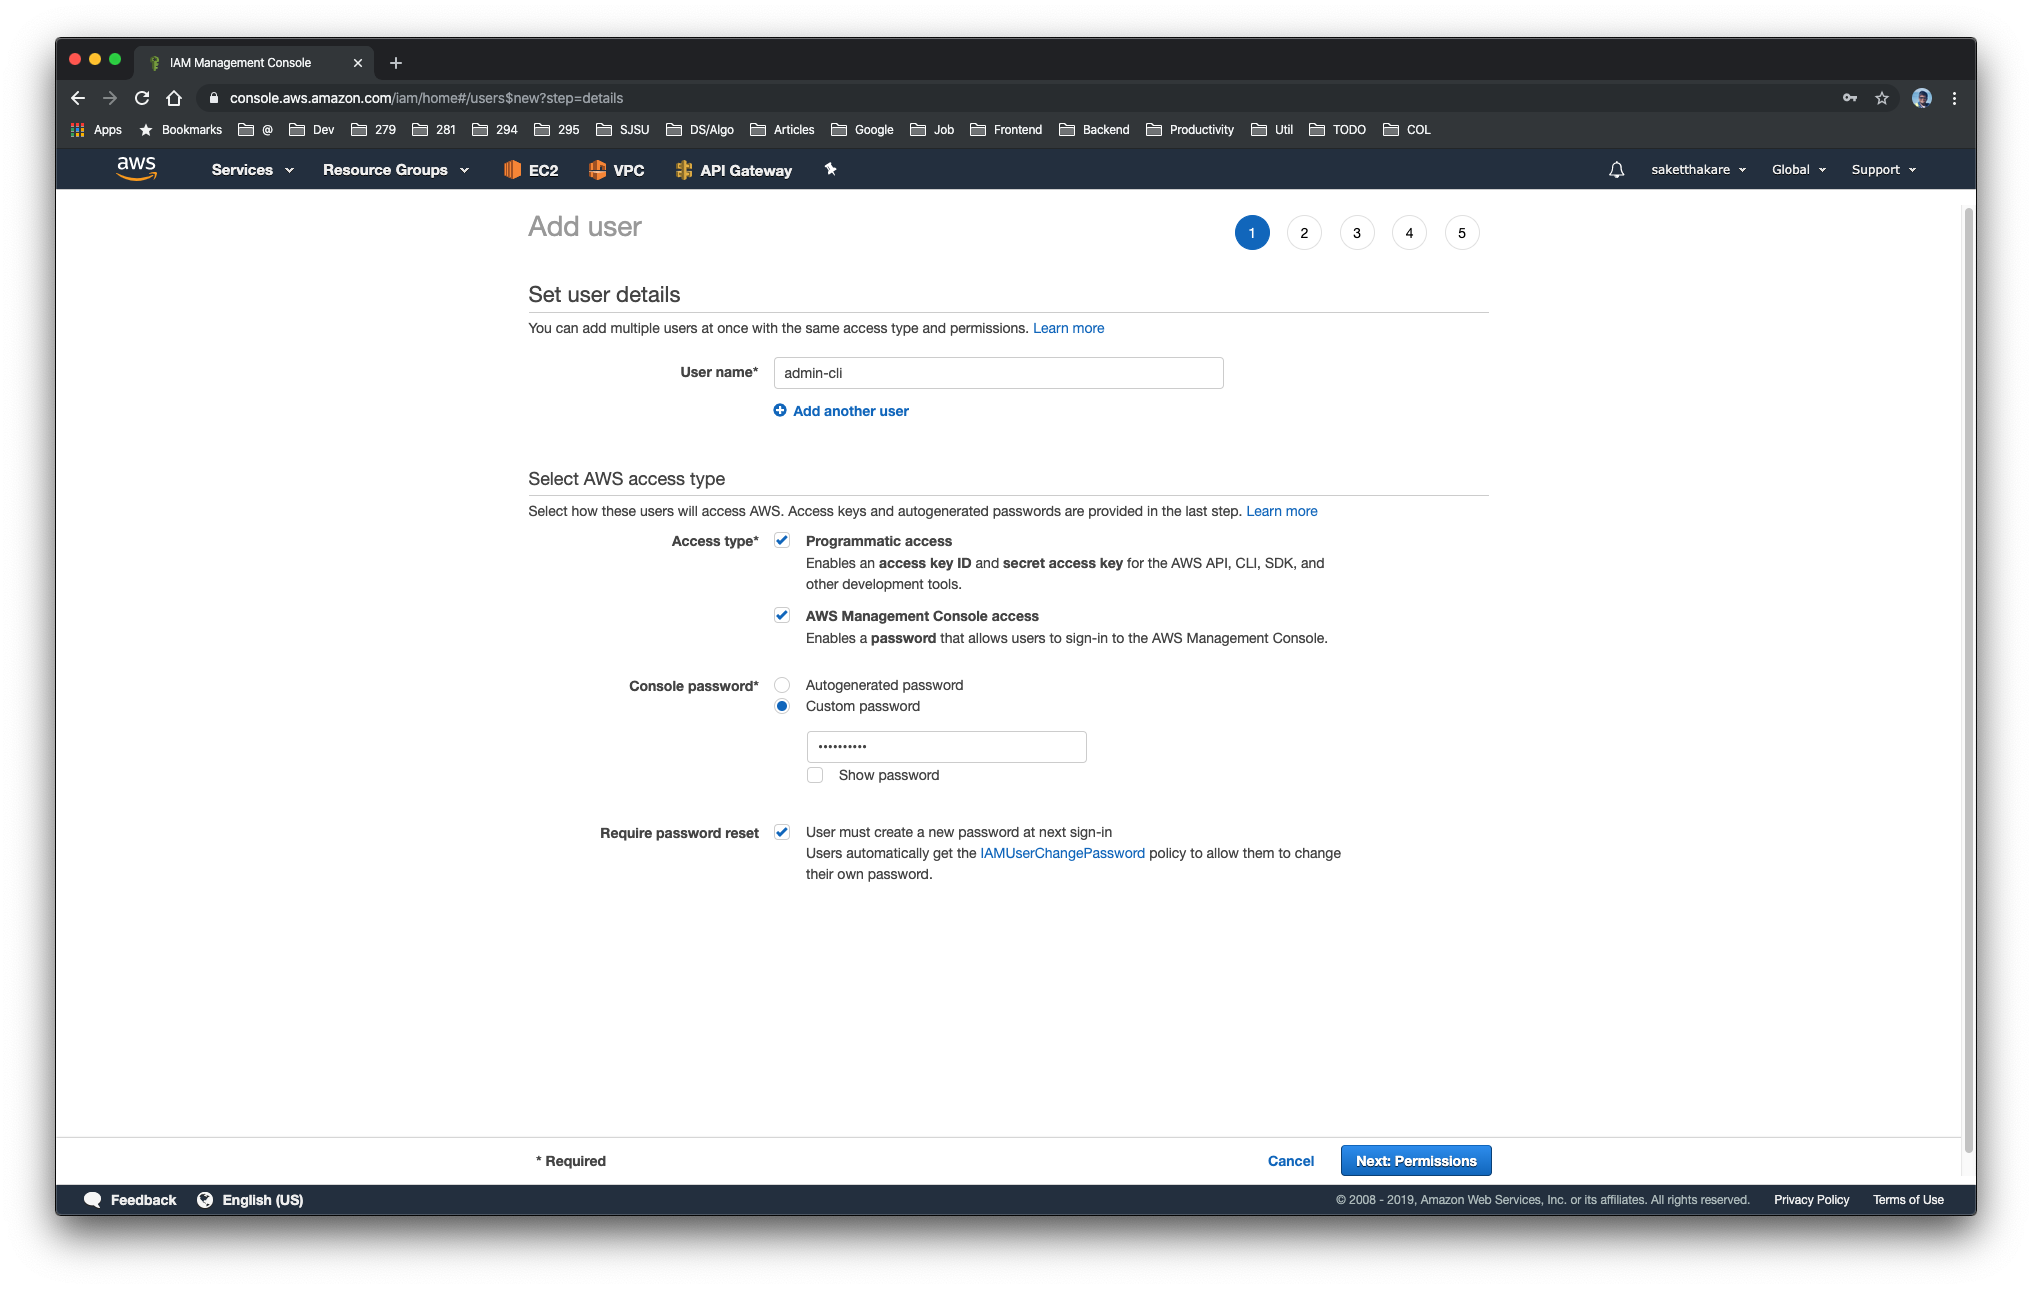 IAM Management Console
console.aws.amazon.com/iam/home#/users$new?step=details
Apps Bookmarks @ Dev 279 281 294 295 SJSU DS/Algo Articles Google Job Frontend Backend Productivity Util TODO COL
aws Services Resource Groups EC2 VPC API Gateway saketthakare Global Support
Add user
1 2 3 4 5
Set user details
You can add multiple users at once with the same access type and permissions. Learn more
User name* admin-cli
Add another user
Select AWS access type
Select how these users will access AWS. Access keys and autogenerated passwords are provided in the last step. Learn more
Access type* Programmatic access
Enables an access key ID and secret access key for the AWS API, CLI, SDK, and
other development tools.
AWS Management Console access
Enables a password that allows users to sign-in to the AWS Management Console.
Console password* Autogenerated password
Custom password
••••••••••
Show password
Require password reset User must create a new password at next sign-in
Users automatically get the IAMUserChangePassword policy to allow them to change
their own password.
* Required Cancel Next: Permissions
Feedback English (US) © 2008 - 2019, Amazon Web Services, Inc. or its affiliates. All rights reserved. Privacy Policy Terms of Use